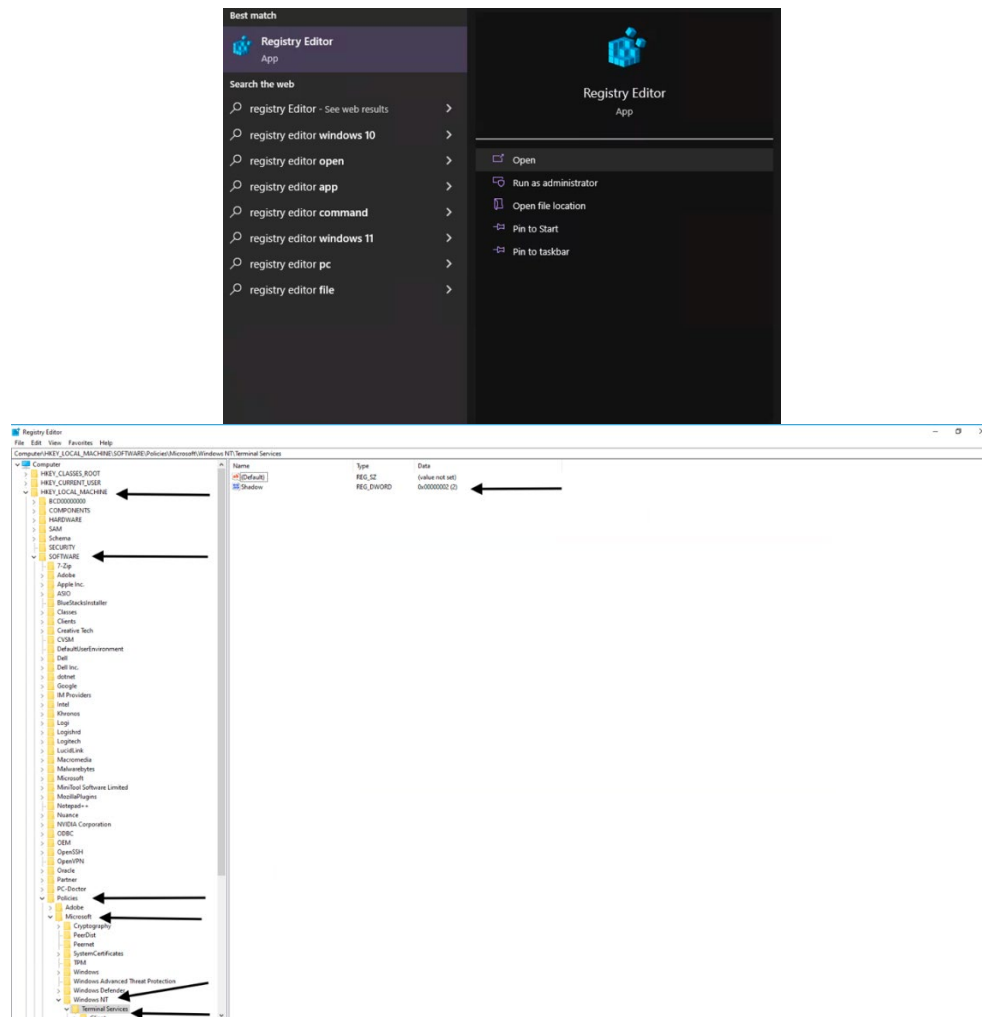 Best match
Registry Editor
App
Search the web
registry Editor - See web results
registry editor windows 10
registry editor open
registry editor app
registry editor command
registry editor windows 11
registry editor pc
registry editor file
Registry Editor
App
Open
Run as administrator
Open file location
Pin to Start
Pin to taskbar
Registry Editor
File Edit View Favorites Help
Computer\HKEY_LOCAL_MACHINE\SOFTWARE\Policies\Microsoft\Windows NT\Terminal Services
Computer
HKEY_CLASSES_ROOT
HKEY_CURRENT_USER
HKEY_LOCAL_MACHINE
BCD00000000
COMPONENTS
HARDWARE
SAM
Schema
SECURITY
SOFTWARE
7-Zip
Adobe
Apple Inc.
ASIO
BlueStacksInstaller
Classes
Clients
Creative Tech
CVSM
DefaultUserEnvironment
Dell
Dell Inc.
dotnet
Google
IM Providers
Intel
Khronos
Logi
Logishrd
Logitech
LucidLink
Macromedia
Malwarebytes
Microsoft
MiniTool Software Limited
MozillaPlugins
Notepad++
Nuance
NVIDIA Corporation
ODBC
OEM
OpenSSH
OpenVPN
Oracle
Partner
PC-Doctor
Policies
Adobe
Microsoft
Cryptography
PeerDist
Peernet
SystemCertificates
TPM
Windows
Windows Advanced Threat Protection
Windows Defender
Windows NT
Terminal Services
Name Type Data
(Default) REG_SZ (value not set)
Shadow REG_DWORD 0x00000002 (2)